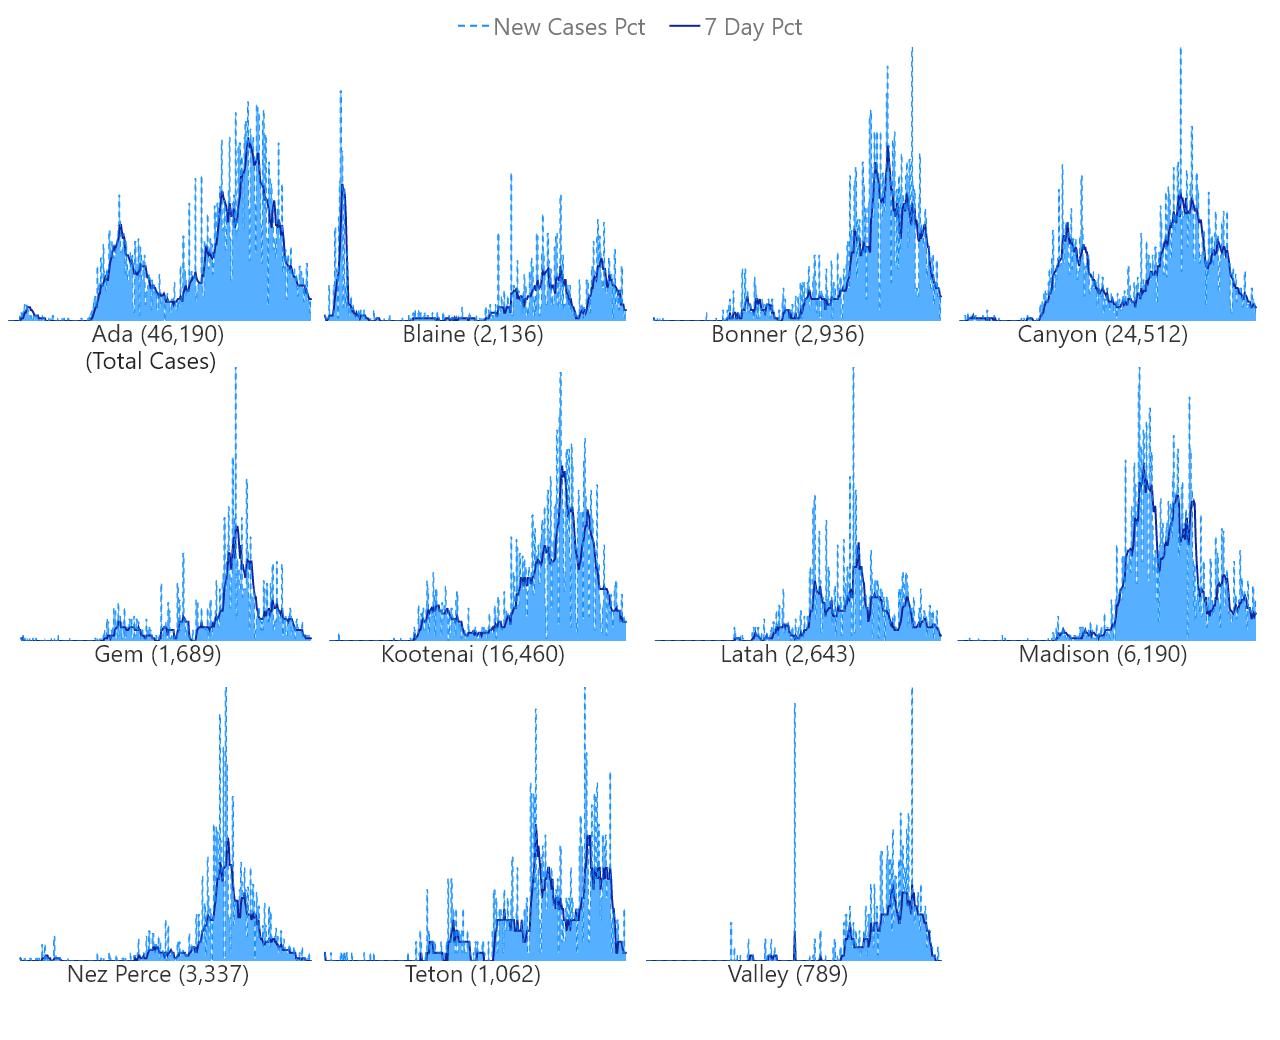 New Cases Pct 7 Day Pct
Ada (46,190) Blaine (2,136) Bonner (2,936) Canyon (24,512)
(Total Cases)
Gem (1,689) Kootenai (16,460) Latah (2,643) Madison (6,190)
Nez Perce (3,337) Teton (1,062) Valley (789)